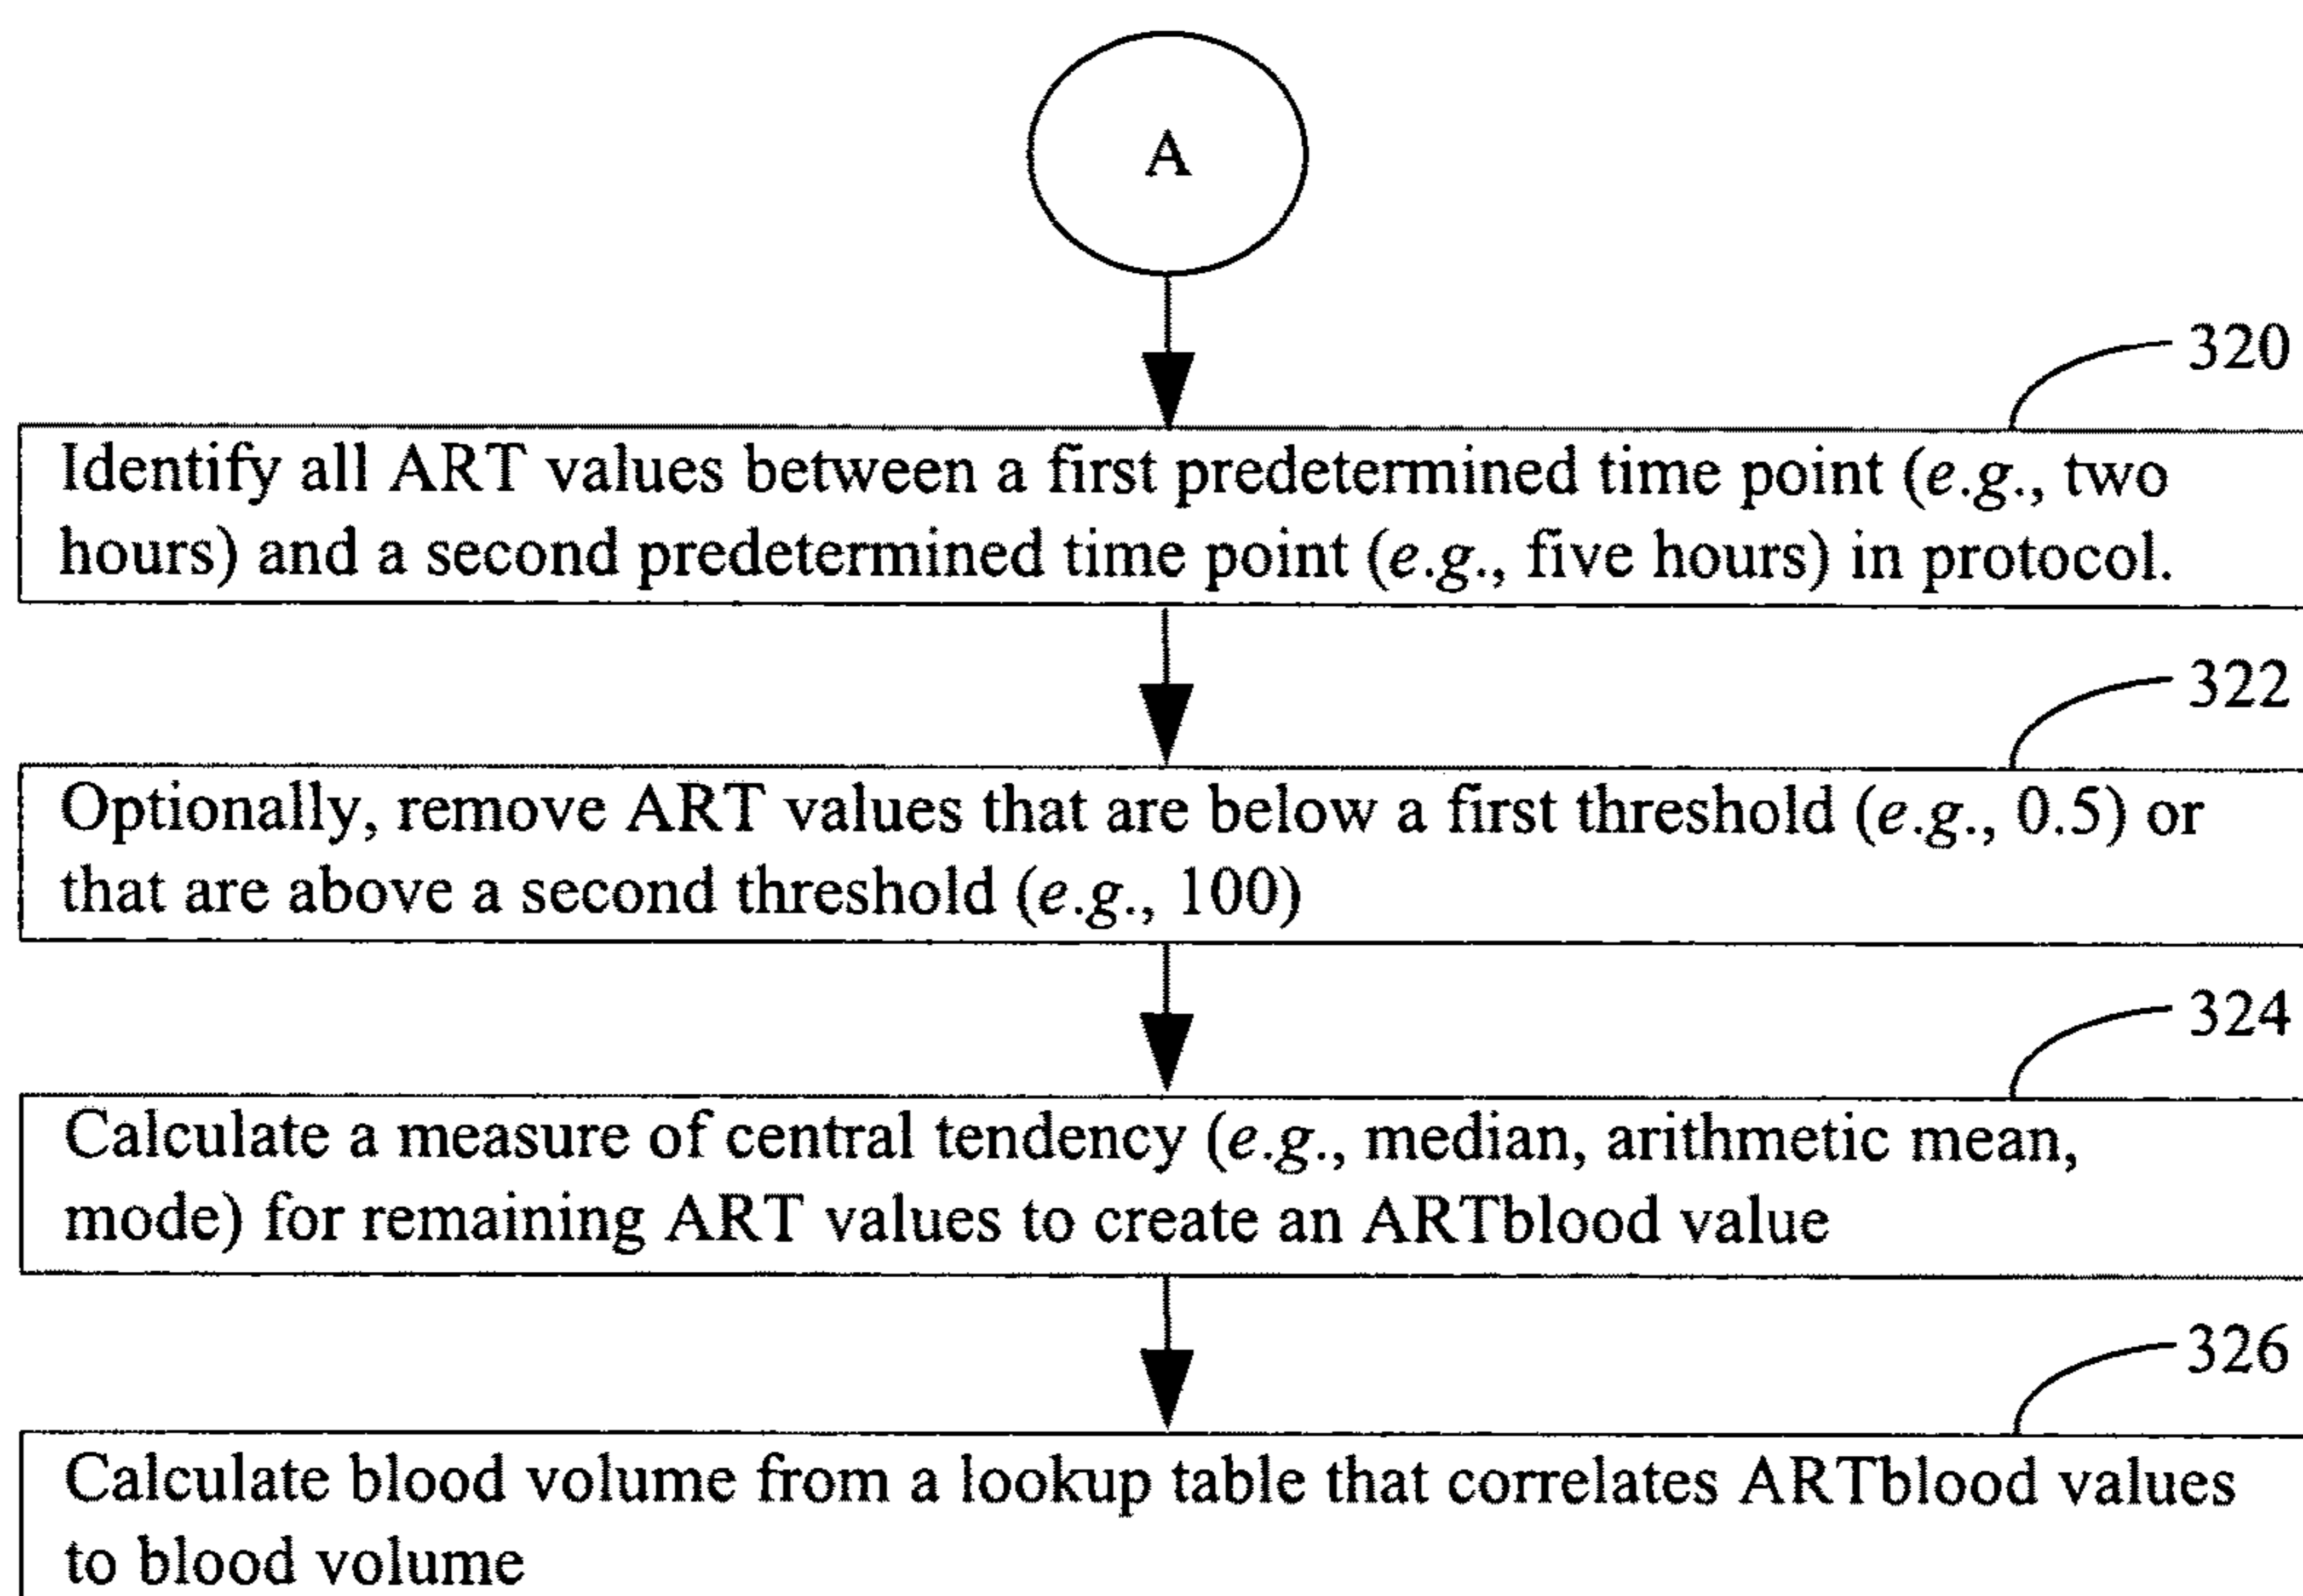 A
320
Identify all ART values between a first predetermined time point (e.g., two
hours) and a second predetermined time point (e.g., five hours) in protocol.
322
Optionally, remove ART values that are below a first threshold (e.g., 0.5) or
that are above a second threshold (e.g., 100)
324
Calculate a measure of central tendency (e.g., median, arithmetic mean,
mode) for remaining ART values to create an ARTblood value
326
Calculate blood volume from a lookup table that correlates ARTblood values
to blood volume